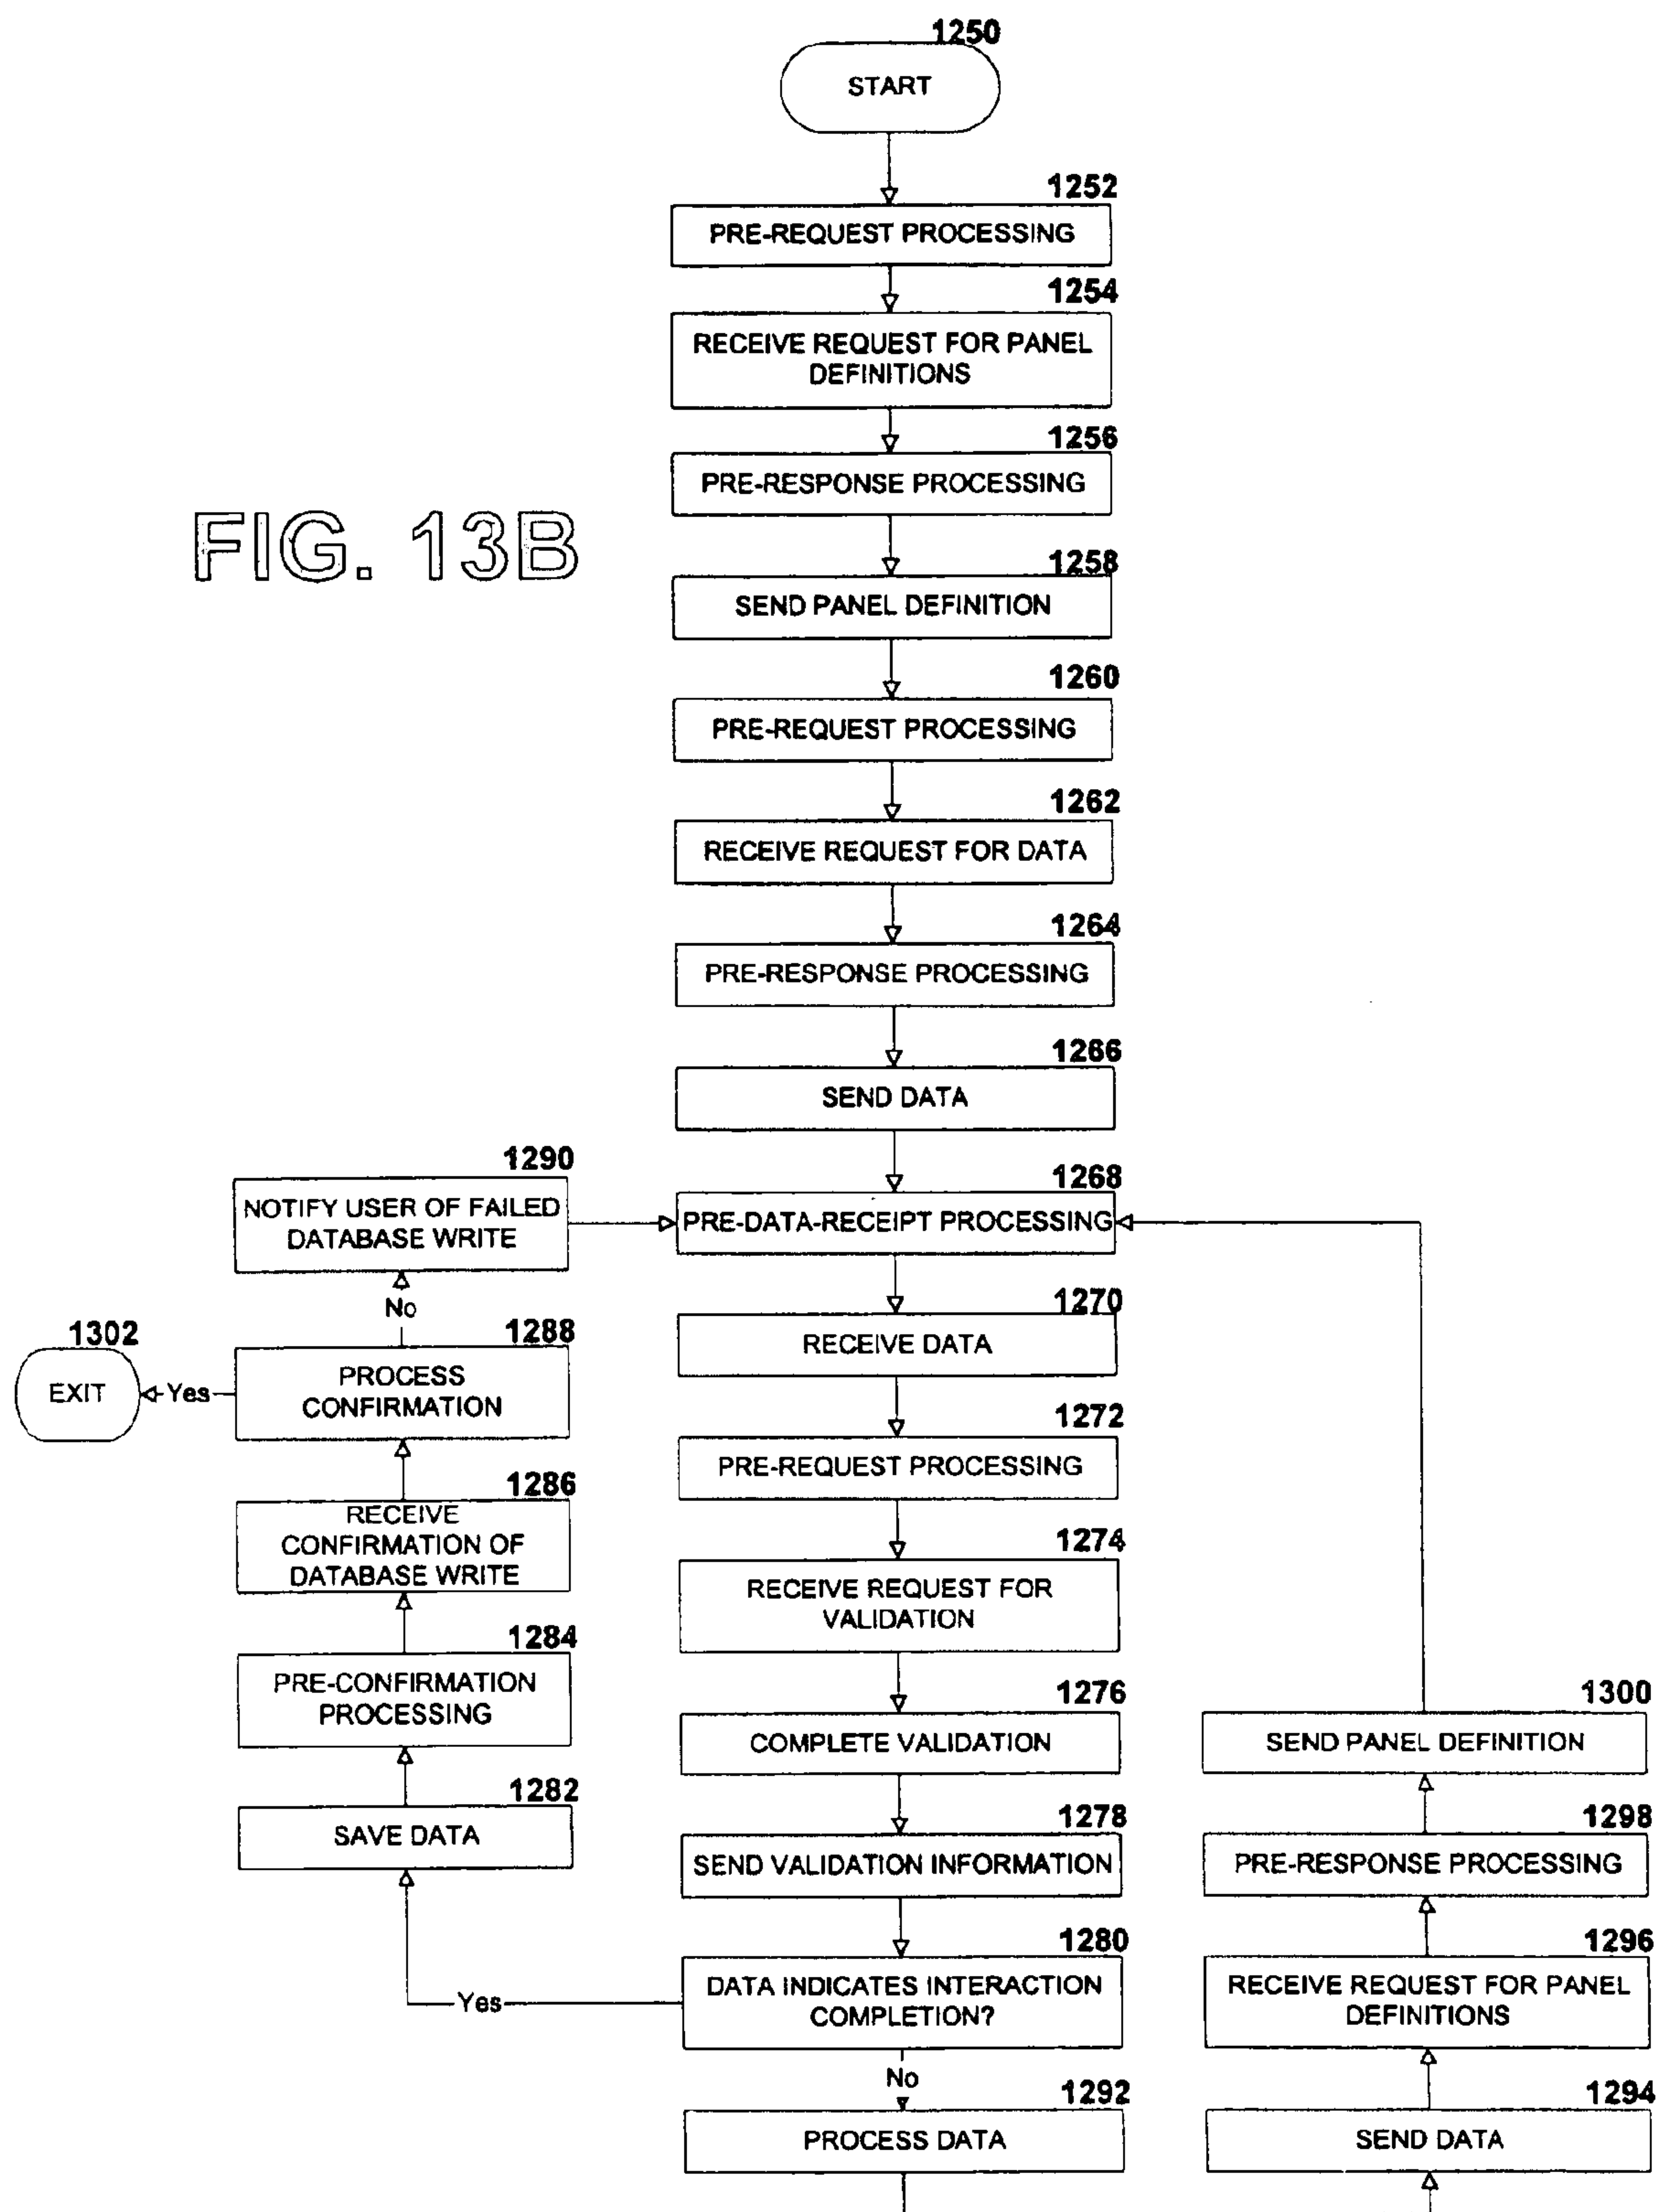 1250
START
1252
PRE-REQUEST PROCESSING
1254
RECEIVE REQUEST FOR PANEL
DEFINITIONS
1256
PRE-RESPONSE PROCESSING
FIG. 13B
1258
SEND PANEL DEFINITION
1260
PRE-REQUEST PROCESSING
1262
RECEIVE REQUEST FOR DATA
1264
PRE-RESPONSE PROCESSING
1266
SEND DATA
1290
NOTIFY USER OF FAILED
DATABASE WRITE
1268
PRE-DATA-RECEIPT PROCESSING
No
1270
RECEIVE DATA
1302
EXIT
Yes
1288
PROCESS
CONFIRMATION
1272
PRE-REQUEST PROCESSING
1286
RECEIVE
CONFIRMATION OF
DATABASE WRITE
1274
RECEIVE REQUEST FOR
VALIDATION
1284
PRE-CONFIRMATION
PROCESSING
1276
COMPLETE VALIDATION
1300
SEND PANEL DEFINITION
1282
SAVE DATA
1278
SEND VALIDATION INFORMATION
1298
PRE-RESPONSE PROCESSING
1280
DATA INDICATES INTERACTION
COMPLETION?
Yes
1296
RECEIVE REQUEST FOR PANEL
DEFINITIONS
No
1292
PROCESS DATA
1294
SEND DATA